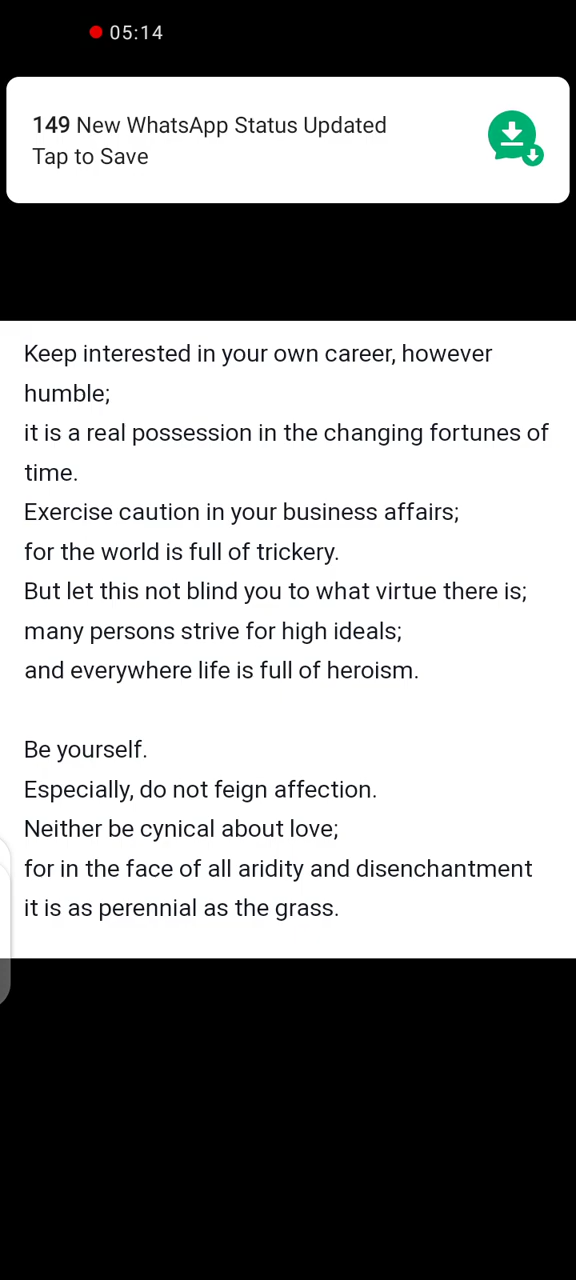 05:14
149 New WhatsApp Status Updated
Tap to Save
Keep interested in your own career, however
humble;
it is a real possession in the changing fortunes of
time.
Exercise caution in your business affairs;
for the world is full of trickery.
But let this not blind you to what virtue there is;
many persons strive for high ideals;
and everywhere life is full of heroism.
Be yourself.
Especially, do not feign affection.
Neither be cynical about love;
for in the face of all aridity and disenchantment
it is as perennial as the grass.